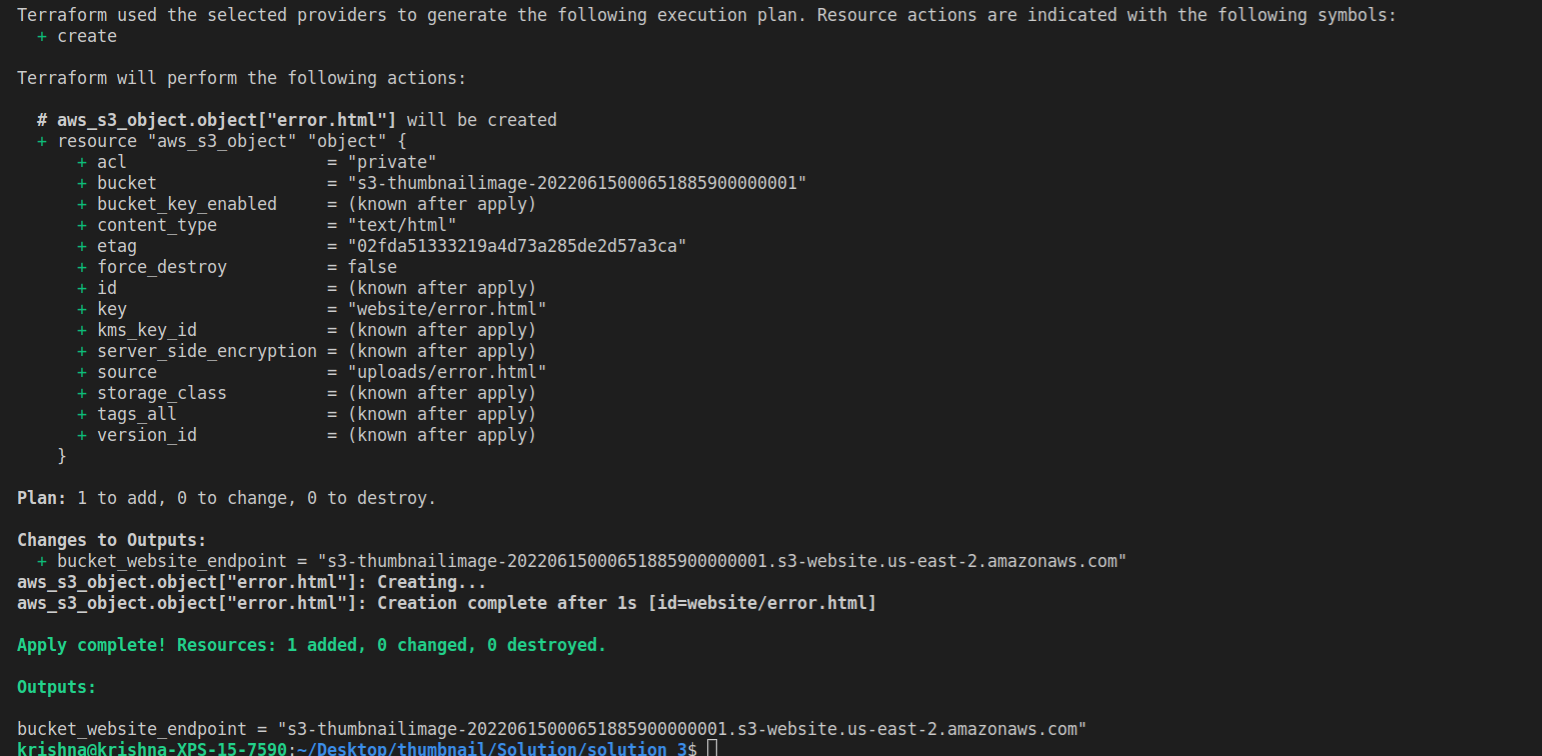 Terraform used the selected providers to generate the following execution plan. Resource actions are indicated with the following symbols:
  + create
Terraform will perform the following actions:
  # aws_s3_object.object["error.html"] will be created
  + resource "aws_s3_object" "object" {
      + acl                    = "private"
      + bucket                 = "s3-thumbnailimage-20220615000651885900000001"
      + bucket_key_enabled     = (known after apply)
      + content_type           = "text/html"
      + etag                   = "02fda51333219a4d73a285de2d57a3ca"
      + force_destroy          = false
      + id                     = (known after apply)
      + key                    = "website/error.html"
      + kms_key_id             = (known after apply)
      + server_side_encryption = (known after apply)
      + source                 = "uploads/error.html"
      + storage_class          = (known after apply)
      + tags_all               = (known after apply)
      + version_id             = (known after apply)
    }
Plan: 1 to add, 0 to change, 0 to destroy.
Changes to Outputs:
  + bucket_website_endpoint = "s3-thumbnailimage-20220615000651885900000001.s3-website.us-east-2.amazonaws.com"
aws_s3_object.object["error.html"]: Creating...
aws_s3_object.object["error.html"]: Creation complete after 1s [id=website/error.html]
Apply complete! Resources: 1 added, 0 changed, 0 destroyed.
Outputs:
bucket_website_endpoint = "s3-thumbnailimage-20220615000651885900000001.s3-website.us-east-2.amazonaws.com"
krishna@krishna-XPS-15-7590:~/Desktop/thumbnail/Solution/solution_3$